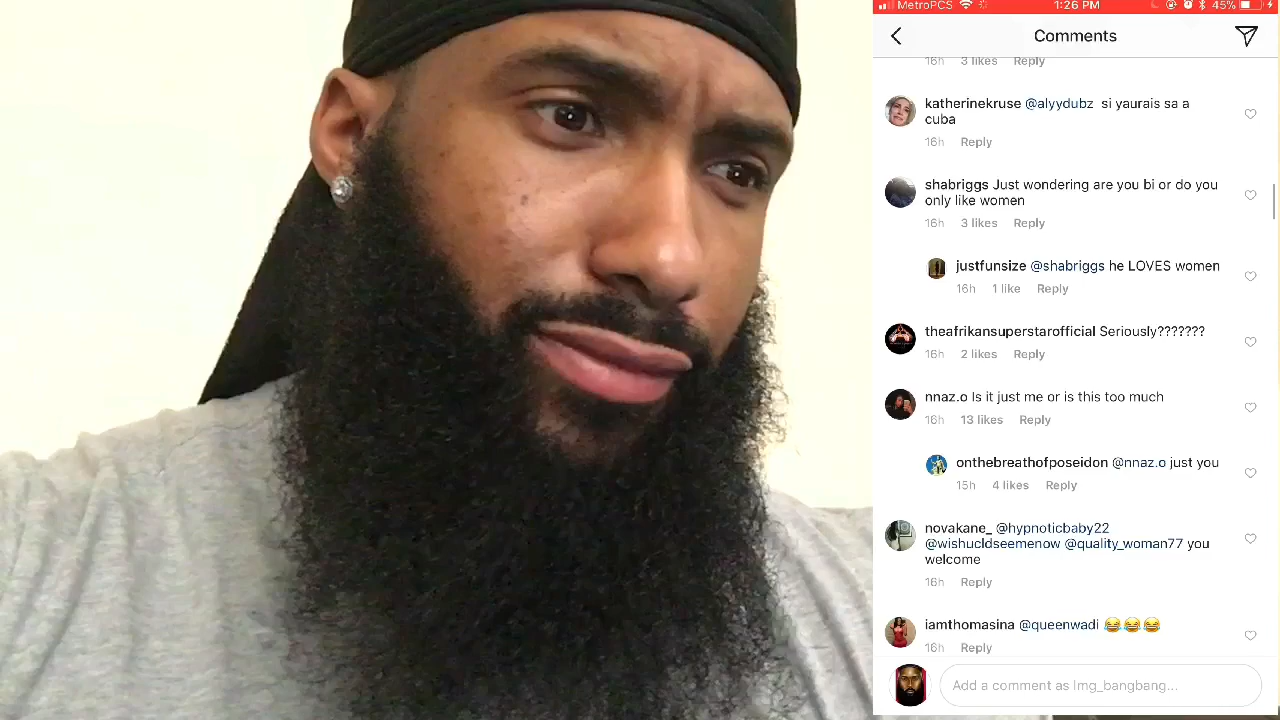 MetroPCS 1:26 PM 45%
Comments
16h 3 likes Reply
katherinekruse @alyydubz si yaurais sa a
cuba
16h Reply
shabriggs Just wondering are you bi or do you
only like women
16h 3 likes Reply
justfunsize @shabriggs he LOVES women
16h 1 like Reply
theafrikansuperstarofficial Seriously???????
16h 2 likes Reply
nnaz.o Is it just me or is this too much
16h 13 likes Reply
onthebreathofposeidon @nnaz.o just you
15h 4 likes Reply
novakane_ @hypnoticbaby22
@wishucldseemenow @quality_woman77 you
welcome
16h Reply
iamthomasina @queenwadi 😂😂😂
16h Reply
Add a comment as lmg_bangbang...